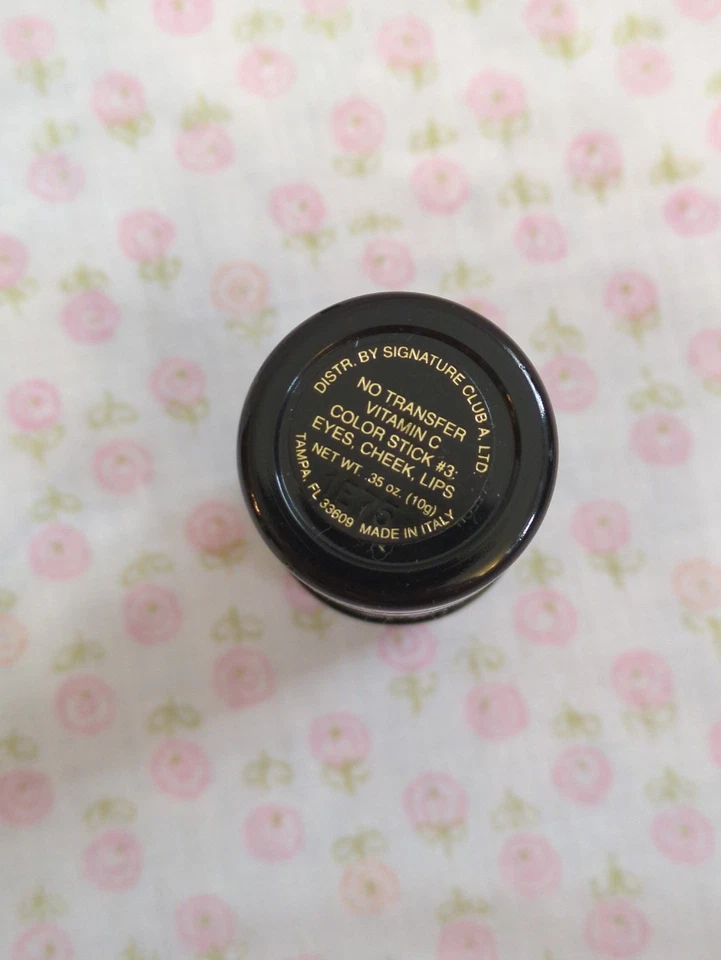 DISTR. BY SIGNATURE CLUB A, LTD
NO TRANSFER
VITAMIN C
COLOR STICK #3:
EYES, CHEEK, LIPS
NET WT. .35 oz. (10g)
1E75
TAMPA, FL 33609 MADE IN ITALY